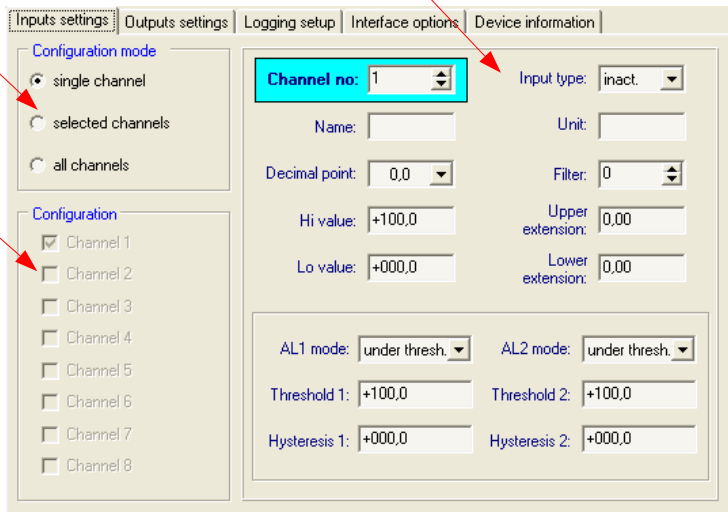 Inputs settings Outputs settings Logging setup Interface options Device information
Configuration mode
single channel
selected channels
all channels
Configuration
Channel 1
Channel 2
Channel 3
Channel 4
Channel 5
Channel 6
Channel 7
Channel 8
Channel no: 1
Input type: inact.
Name:
Unit:
Decimal point: 0,0
Filter: 0
Hi value: +100,0
Upper
extension: 0,00
Lo value: +000,0
Lower
extension: 0,00
AL1 mode: under thresh.
AL2 mode: under thresh.
Threshold 1: +100,0
Threshold 2: +100,0
Hysteresis 1: +000,0
Hysteresis 2: +000,0